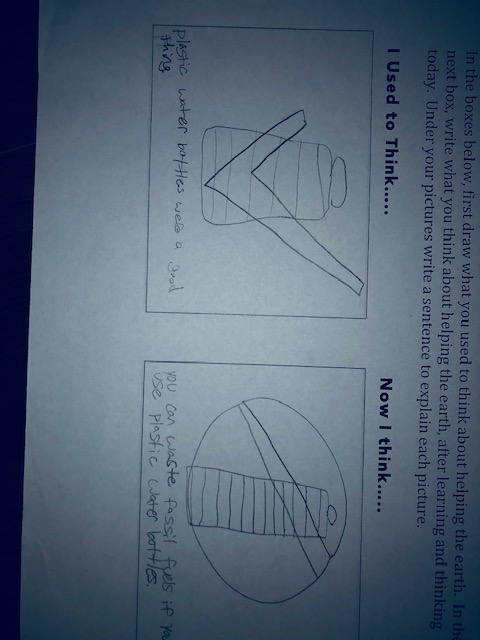 In the boxes below, first draw what you used to think about helping the earth. In
next box, write what you think about helping the earth, after learning and thinking
today. Under your pictures write a sentence to explain each picture.
I Used to Think.....
plastic water bottles were a good
thing
Now I think.....
you can waste fossil fuels if
use plastic water bottles.